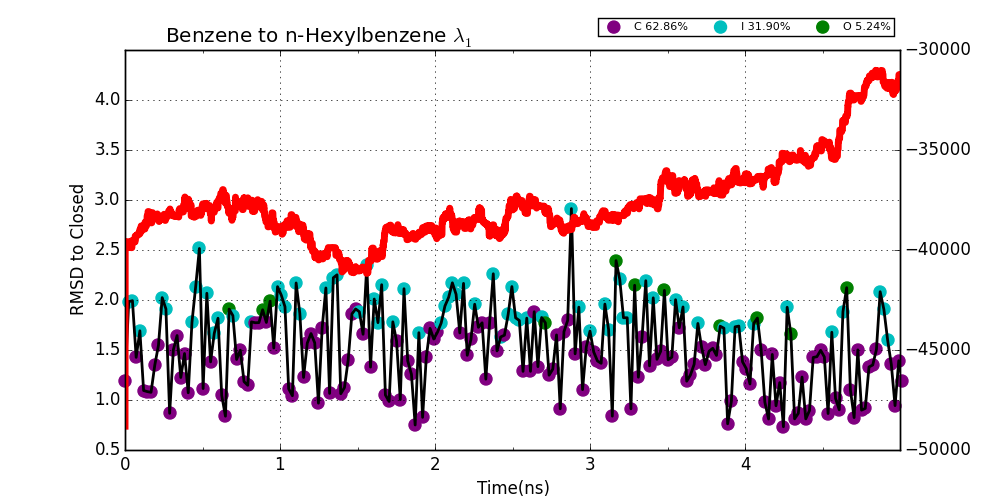 Benzene to n-Hexylbenzene λ1
C 62.86% I 31.90% O 5.24%
RMSD to Closed
4.0
3.5
3.0
2.5
2.0
1.5
1.0
0.5
−30000
−35000
−40000
−45000
−50000
0 1 2 3 4
Time(ns)